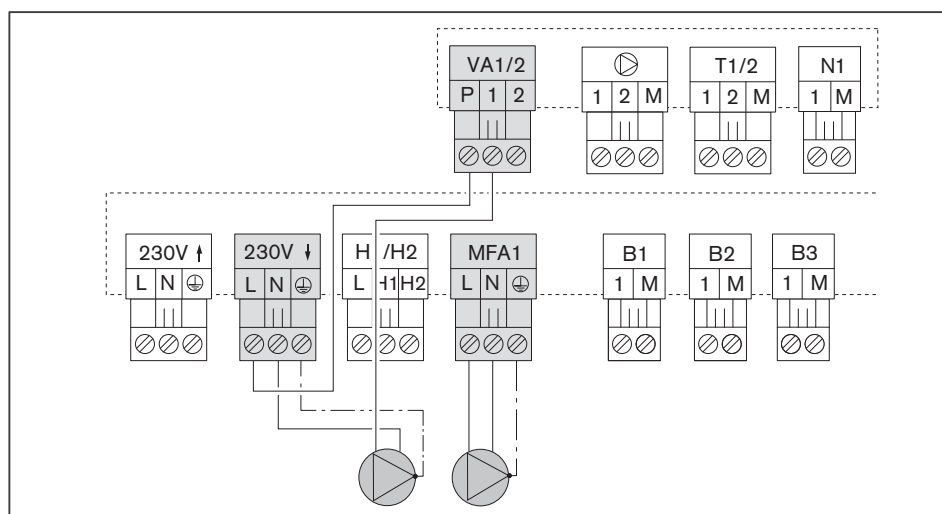 VA1/2 T1/2 N1
P 1 2 1 2 M 1 2 M 1 M
230V 230V H /H2 MFA1 B1 B2 B3
L N L N L H1 H2 L N 1 M 1 M 1 M